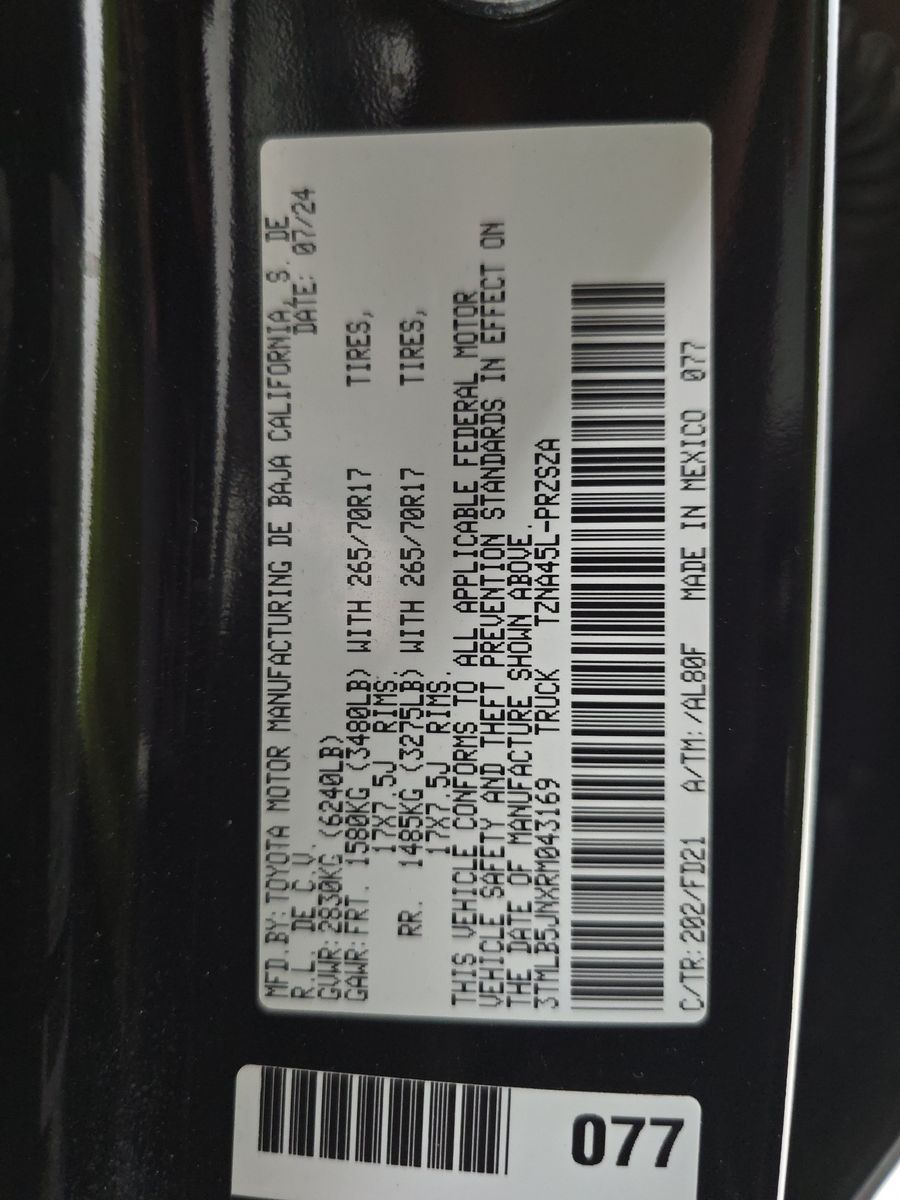 MFD.BY:TOYOTA MOTOR MANUFACTURING DE BAJA CALIFORNIA, S. DE
R.L. DE C.V. DATE: 07/24
GVWR:2830KG (6240LB)
GAWR:FRT. 1580KG (3480LB) WITH 265/70R17 TIRES,
17X7.5J RIMS.
RR. 1485KG (3275LB) WITH 265/70R17 TIRES,
17X7.5J RIMS.
THIS VEHICLE CONFORMS TO ALL APPLICABLE FEDERAL MOTOR
VEHICLE SAFETY AND THEFT PREVENTION STANDARDS IN EFFECT ON
THE DATE OF MANUFACTURE SHOWN ABOVE.
3TMLB5JNXRM043169 TRUCK TZNA45L-PRZSZA
C/TR:202/FD21 A/TM:/AL80F MADE IN MEXICO 077
077